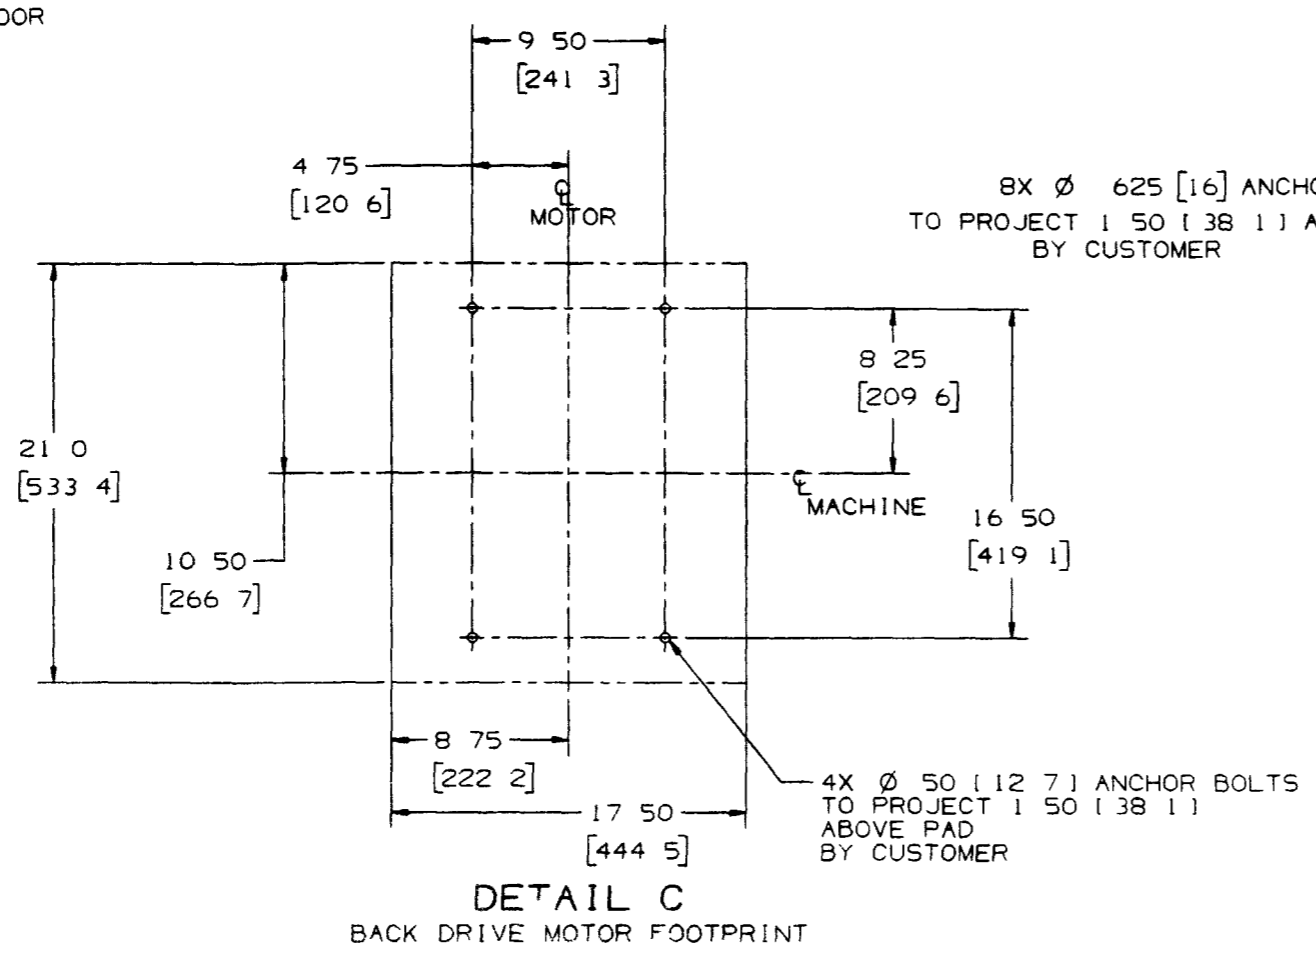 OOR
9 50
[241 3]
4 75
[120 6]
℄
MOTOR
8X Ø 625 [16] ANCHO
TO PROJECT 1 50 [38 1] A
BY CUSTOMER
8 25
[209 6]
21 0
[533 4]
℄
MACHINE
16 50
[419 1]
10 50
[266 7]
8 75
[222 2]
17 50
[444 5]
4X Ø 50 [12 7] ANCHOR BOLTS
TO PROJECT 1 50 [38 1]
ABOVE PAD
BY CUSTOMER
DETAIL C
BACK DRIVE MOTOR FOOTPRINT